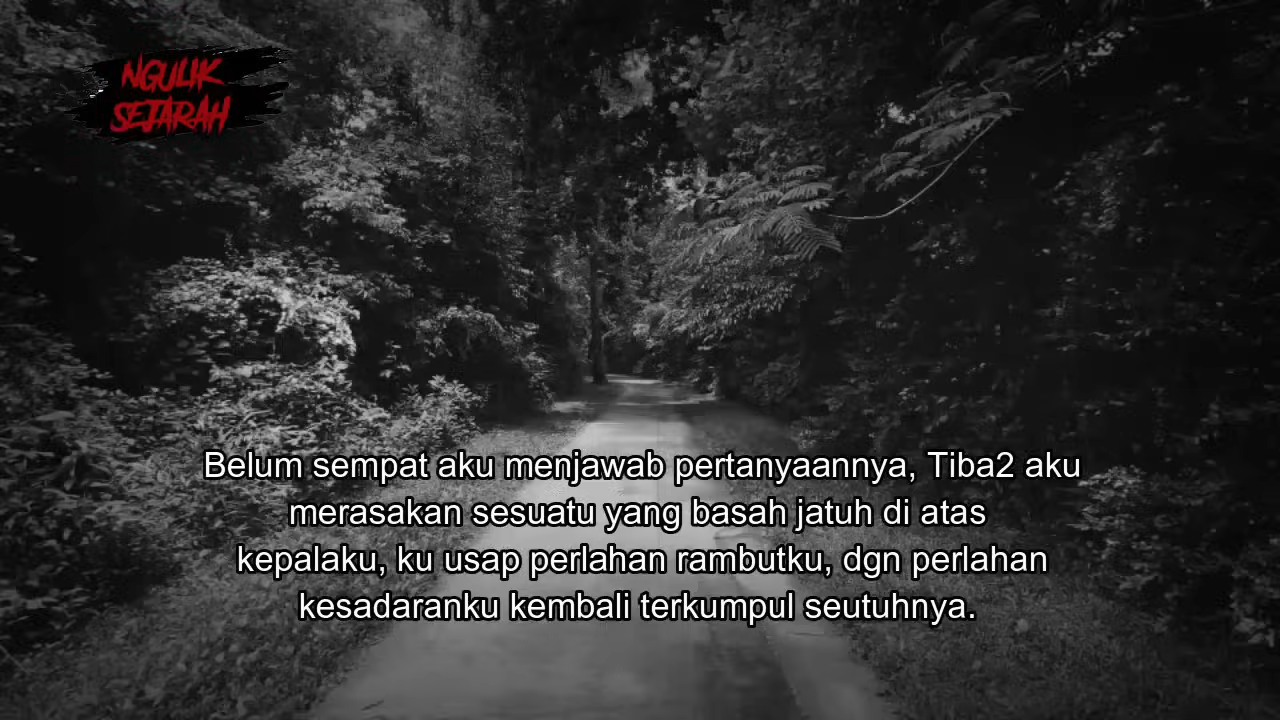 NGULIK
SEJARAH
Belum sempat aku menjawab pertanyaannya, Tiba2 aku
merasakan sesuatu yang basah jatuh di atas
kepalaku, ku usap perlahan rambutku, dgn perlahan
kesadaranku kembali terkumpul seutuhnya.